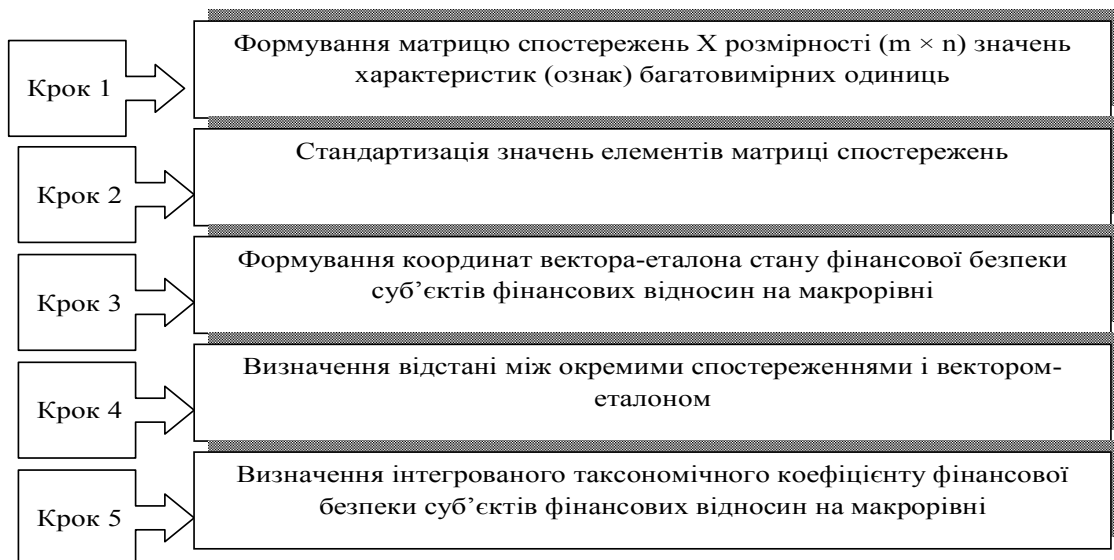 Крок 1
Формування матрицю спостережень X розмірності (m × n) значень
характеристик (ознак) багатовимірних одиниць
Крок 2
Стандартизація значень елементів матриці спостережень
Крок 3
Формування координат вектора-еталона стану фінансової безпеки
суб’єктів фінансових відносин на макрорівні
Крок 4
Визначення відстані між окремими спостереженнями і вектором-
еталоном
Крок 5
Визначення інтегрованого таксономічного коефіцієнту фінансової
безпеки суб’єктів фінансових відносин на макрорівні